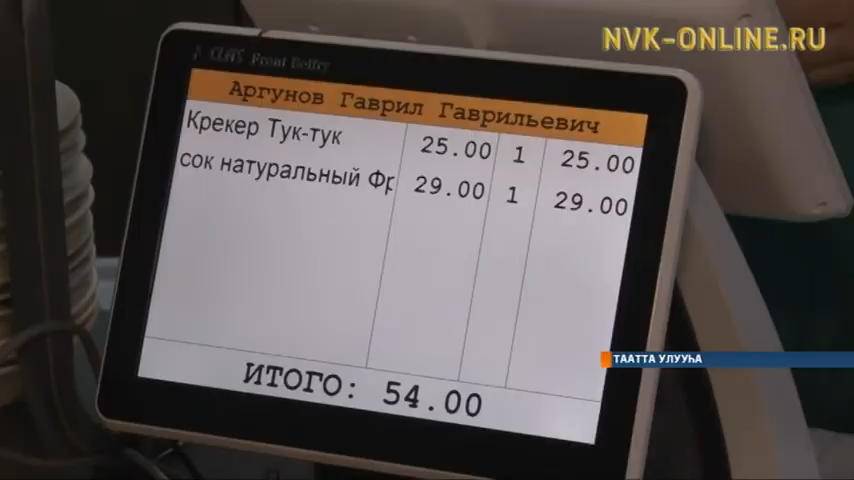 NVK-ONLINE.RU
Front Belfry
Аргунов Гаврил Гаврильевич
Крекер Тук-тук 25.00 1 25.00
сок натуральный Фр 29.00 1 29.00
ТААТТА УЛУУҺА
ИТОГО: 54.00